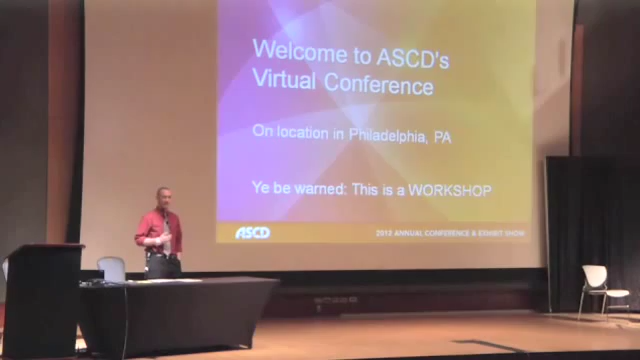 Welcome to ASCD's
Virtual Conference
On location in Philadelphia, PA
Ye be warned: This is a WORKSHOP
ASCD
2012 ANNUAL CONFERENCE & EXHIBIT SHOW